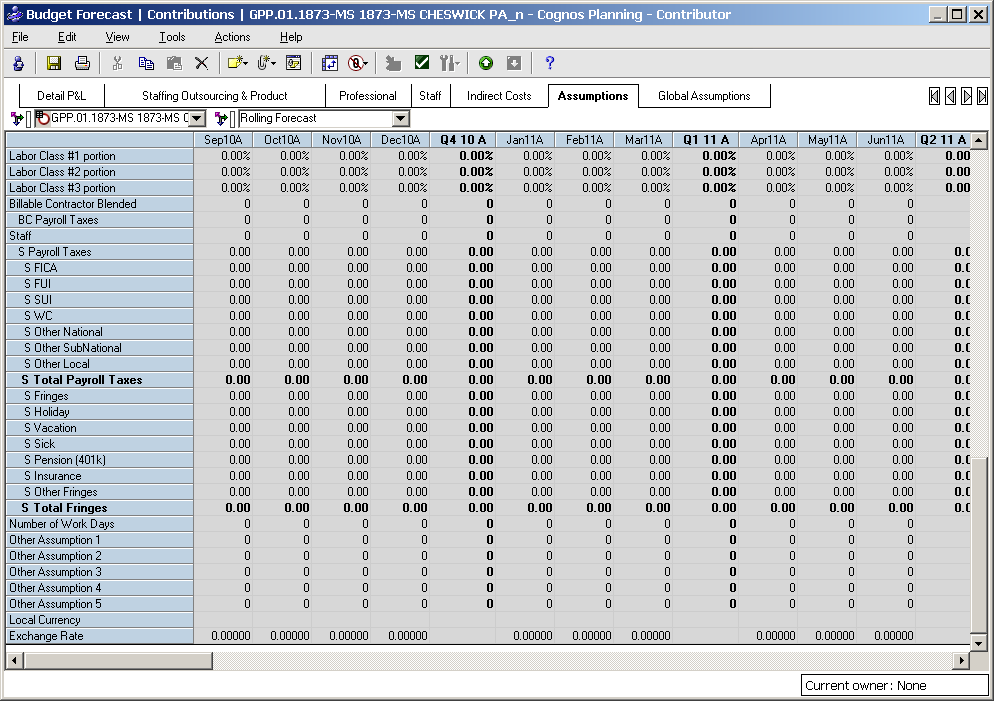 Budget Forecast | Contributions | GPP.01.1873-MS 1873-MS CHESWICK PA_n - Cognos Planning - Contributor
File Edit View Tools Actions Help
Detail P&L Staffing Outsourcing & Product Professional Staff Indirect Costs Assumptions Global Assumptions
GPP.01.1873-MS 1873-MS C Rolling Forecast
Sep10A Oct10A Nov10A Dec10A Q4 10 A Jan11A Feb11A Mar11A Q1 11 A Apr11A May11A Jun11A Q2 11 A
Labor Class #1 portion 0.00% 0.00% 0.00% 0.00% 0.00% 0.00% 0.00% 0.00% 0.00% 0.00% 0.00% 0.00% 0.00
Labor Class #2 portion 0.00% 0.00% 0.00% 0.00% 0.00% 0.00% 0.00% 0.00% 0.00% 0.00% 0.00% 0.00% 0.00
Labor Class #3 portion 0.00% 0.00% 0.00% 0.00% 0.00% 0.00% 0.00% 0.00% 0.00% 0.00% 0.00% 0.00% 0.00
Billable Contractor Blended 0 0 0 0 0 0 0 0 0 0 0 0
BC Payroll Taxes 0 0 0 0 0 0 0 0 0 0 0 0
Staff 0 0 0 0 0 0 0 0 0 0 0 0
S Payroll Taxes 0.00 0.00 0.00 0.00 0.00 0.00 0.00 0.00 0.00 0.00 0.00 0.00 0.0
S FICA 0.00 0.00 0.00 0.00 0.00 0.00 0.00 0.00 0.00 0.00 0.00 0.00 0.0
S FUI 0.00 0.00 0.00 0.00 0.00 0.00 0.00 0.00 0.00 0.00 0.00 0.00 0.0
S SUI 0.00 0.00 0.00 0.00 0.00 0.00 0.00 0.00 0.00 0.00 0.00 0.00 0.0
S WC 0.00 0.00 0.00 0.00 0.00 0.00 0.00 0.00 0.00 0.00 0.00 0.00 0.0
S Other National 0.00 0.00 0.00 0.00 0.00 0.00 0.00 0.00 0.00 0.00 0.00 0.00 0.0
S Other SubNational 0.00 0.00 0.00 0.00 0.00 0.00 0.00 0.00 0.00 0.00 0.00 0.00 0.0
S Other Local 0.00 0.00 0.00 0.00 0.00 0.00 0.00 0.00 0.00 0.00 0.00 0.00 0.0
S Total Payroll Taxes 0.00 0.00 0.00 0.00 0.00 0.00 0.00 0.00 0.00 0.00 0.00 0.00 0.0
S Fringes 0.00 0.00 0.00 0.00 0.00 0.00 0.00 0.00 0.00 0.00 0.00 0.00 0.0
S Holiday 0.00 0.00 0.00 0.00 0.00 0.00 0.00 0.00 0.00 0.00 0.00 0.00 0.0
S Vacation 0.00 0.00 0.00 0.00 0.00 0.00 0.00 0.00 0.00 0.00 0.00 0.00 0.0
S Sick 0.00 0.00 0.00 0.00 0.00 0.00 0.00 0.00 0.00 0.00 0.00 0.00 0.0
S Pension (401k) 0.00 0.00 0.00 0.00 0.00 0.00 0.00 0.00 0.00 0.00 0.00 0.00 0.0
S Insurance 0.00 0.00 0.00 0.00 0.00 0.00 0.00 0.00 0.00 0.00 0.00 0.00 0.0
S Other Fringes 0.00 0.00 0.00 0.00 0.00 0.00 0.00 0.00 0.00 0.00 0.00 0.00 0.0
S Total Fringes 0.00 0.00 0.00 0.00 0.00 0.00 0.00 0.00 0.00 0.00 0.00 0.00 0.0
Number of Work Days 0 0 0 0 0 0 0 0 0 0 0 0
Other Assumption 1 0 0 0 0 0 0 0 0 0 0 0 0
Other Assumption 2 0 0 0 0 0 0 0 0 0 0 0 0
Other Assumption 3 0 0 0 0 0 0 0 0 0 0 0 0
Other Assumption 4 0 0 0 0 0 0 0 0 0 0 0 0
Other Assumption 5 0 0 0 0 0 0 0 0 0 0 0 0
Local Currency
Exchange Rate 0.00000 0.00000 0.00000 0.00000 0.00000 0.00000 0.00000 0.00000 0.00000 0.00000
Current owner: None